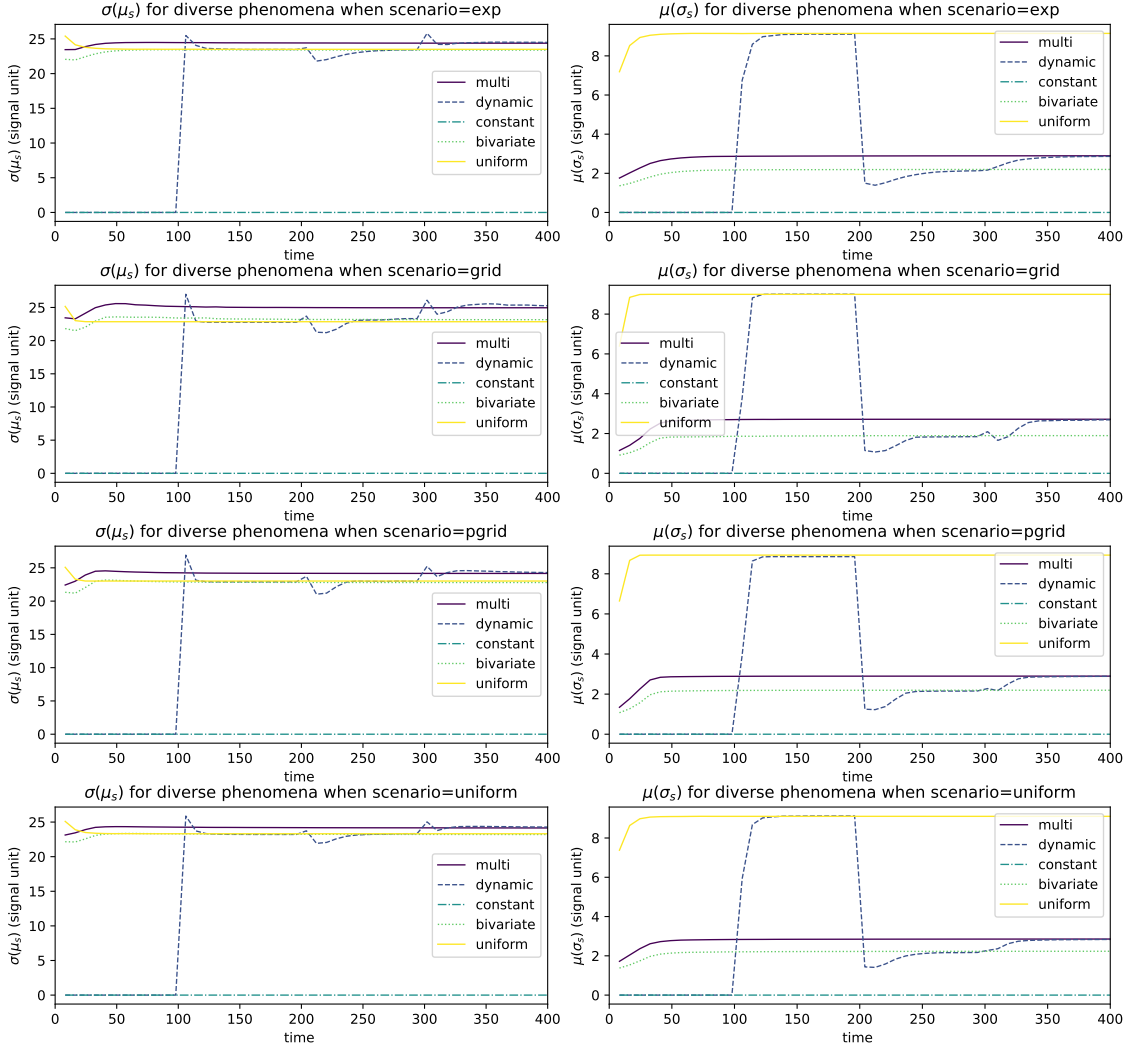 σ(μs) for diverse phenomena when scenario=exp
σ(μs) (signal unit)
25
20
15
10
5
0
multi
dynamic
constant
bivariate
uniform
0 50 100 150 200 250 300 350 400
time
μ(σs) for diverse phenomena when scenario=exp
μ(σs) (signal unit)
8
6
4
2
0
multi
dynamic
constant
bivariate
uniform
0 50 100 150 200 250 300 350 400
time
σ(μs) for diverse phenomena when scenario=grid
σ(μs) (signal unit)
25
20
15
10
5
0
multi
dynamic
constant
bivariate
uniform
0 50 100 150 200 250 300 350 400
time
μ(σs) for diverse phenomena when scenario=grid
μ(σs) (signal unit)
8
6
4
2
0
multi
dynamic
constant
bivariate
uniform
0 50 100 150 200 250 300 350 400
time
σ(μs) for diverse phenomena when scenario=pgrid
σ(μs) (signal unit)
25
20
15
10
5
0
multi
dynamic
constant
bivariate
uniform
0 50 100 150 200 250 300 350 400
time
μ(σs) for diverse phenomena when scenario=pgrid
μ(σs) (signal unit)
8
6
4
2
0
multi
dynamic
constant
bivariate
uniform
0 50 100 150 200 250 300 350 400
time
σ(μs) for diverse phenomena when scenario=uniform
σ(μs) (signal unit)
25
20
15
10
5
0
multi
dynamic
constant
bivariate
uniform
0 50 100 150 200 250 300 350 400
time
μ(σs) for diverse phenomena when scenario=uniform
μ(σs) (signal unit)
8
6
4
2
0
multi
dynamic
constant
bivariate
uniform
0 50 100 150 200 250 300 350 400
time